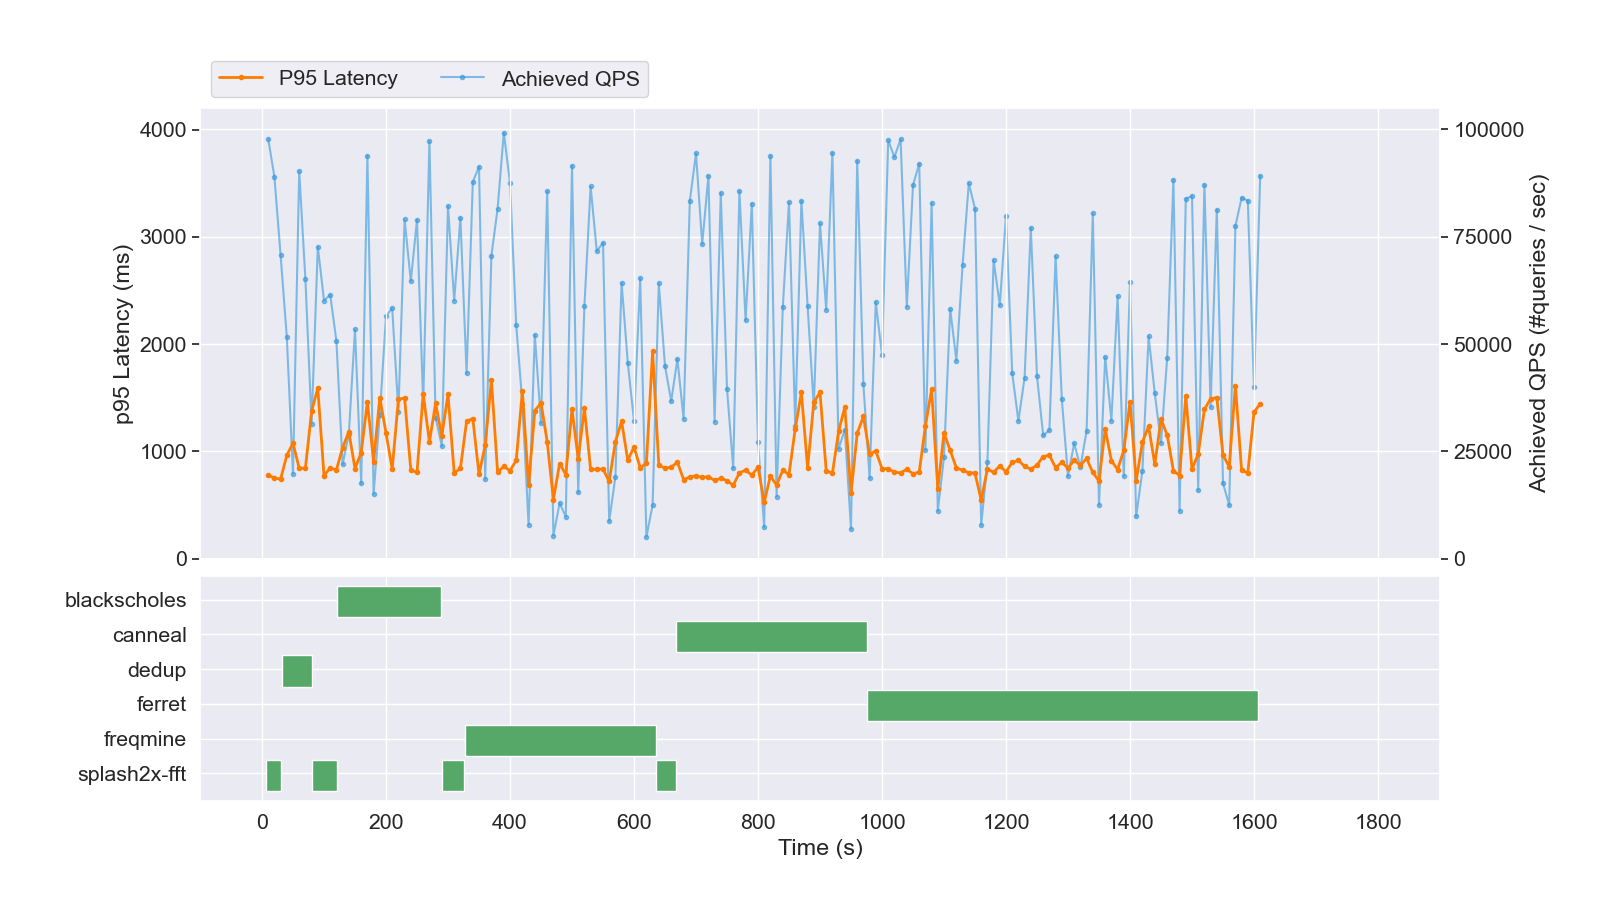 P95 Latency
Achieved QPS
4000
3000
2000
1000
0
p95 Latency (ms)
100000
75000
50000
25000
0
Achieved QPS (#queries / sec)
blackscholes
canneal
dedup
ferret
freqmine
splash2x-fft
0 200 400 600 800 1000 1200 1400 1600 1800
Time (s)